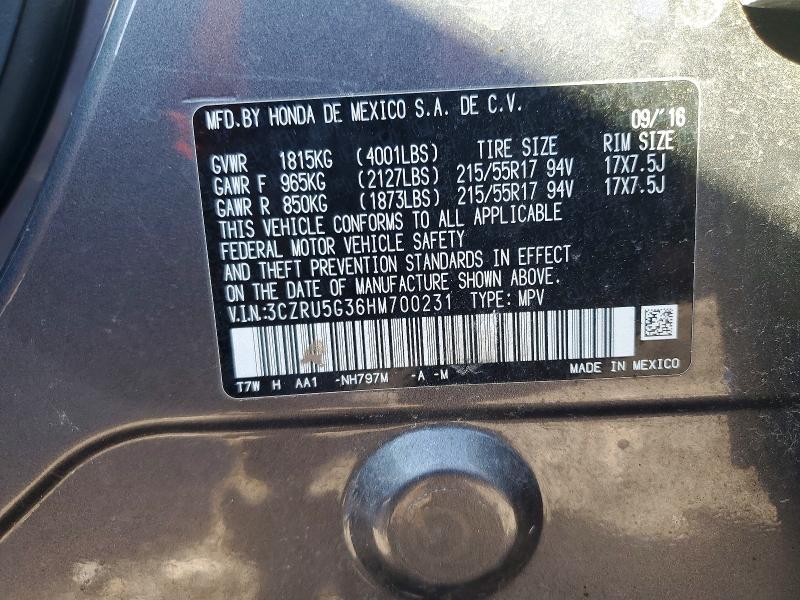 MFD.BY HONDA DE MEXICO S.A. DE C.V. 09/'16
GVWR 1815KG (4001LBS) TIRE SIZE RIM SIZE
GAWR F 965KG (2127LBS) 215/55R17 94V 17X7.5J
GAWR R 850KG (1873LBS) 215/55R17 94V 17X7.5J
THIS VEHICLE CONFORMS TO ALL APPLICABLE
FEDERAL MOTOR VEHICLE SAFETY
AND THEFT PREVENTION STANDARDS IN EFFECT
ON THE DATE OF MANUFACTURE SHOWN ABOVE.
V.I.N:3CZRU5G36HM700231 TYPE: MPV
T7W H AA1 -NH797M -A -M MADE IN MEXICO